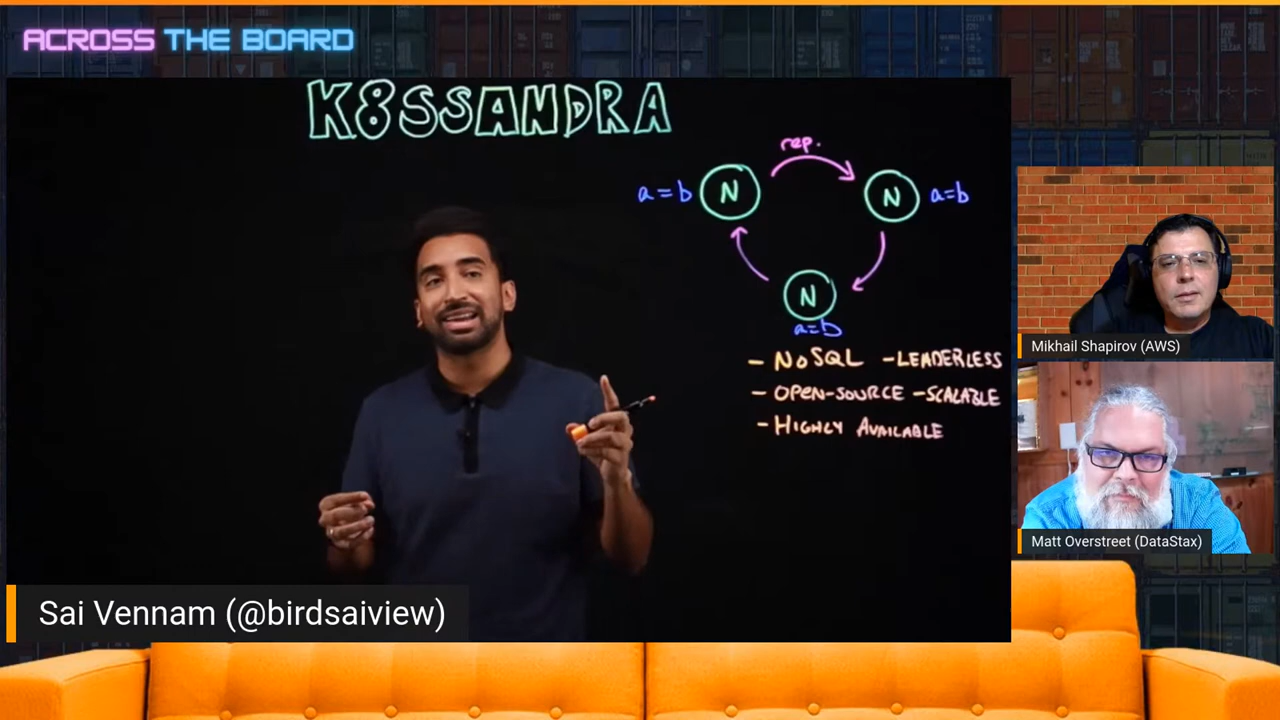 ACROSS THE BOARD
K8SSANDRA
rep.
a=b N N a=b
N
a=b
- NoSQL - LEADERLESS
- OPEN-SOURCE - SCALABLE
- HIGHLY AVAILABLE
Mikhail Shapirov (AWS)
Matt Overstreet (DataStax)
Sai Vennam (@birdsaiview)